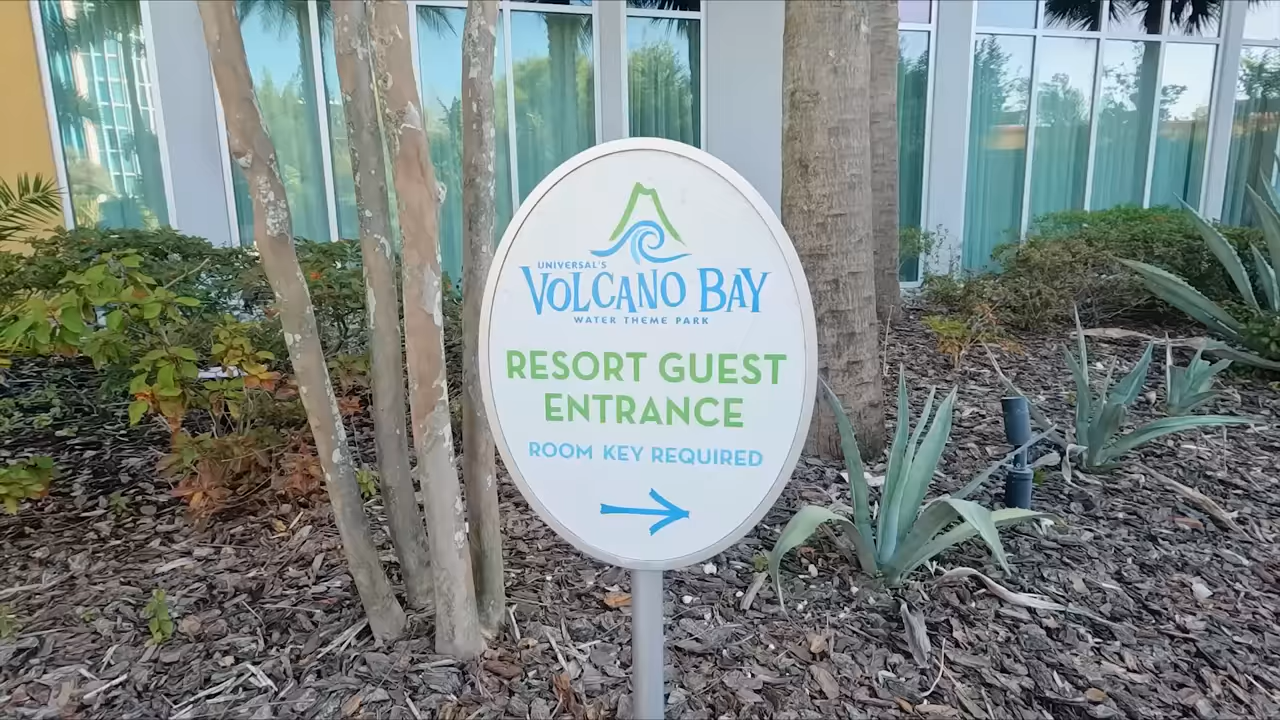 UNIVERSAL'S
VOLCANO BAY
WATER THEME PARK
RESORT GUEST
ENTRANCE
ROOM KEY REQUIRED